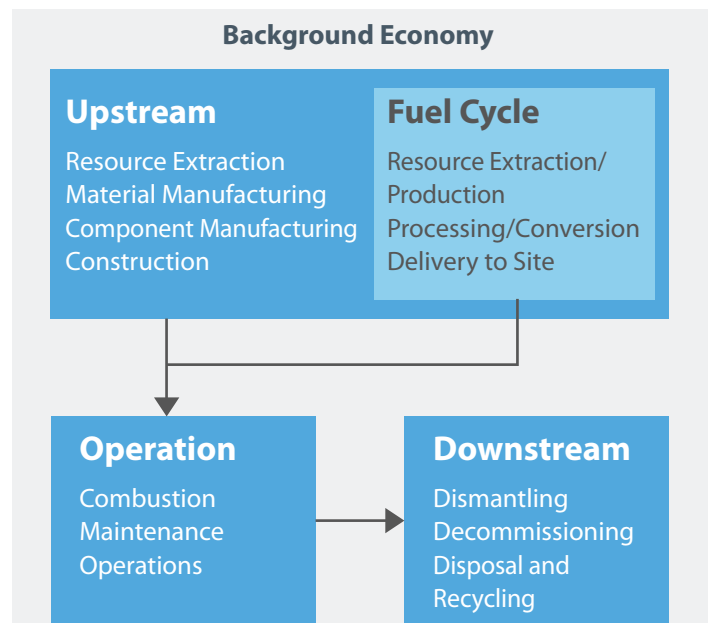 Background Economy
Upstream
Resource Extraction
Material Manufacturing
Component Manufacturing
Construction
Fuel Cycle
Resource Extraction/
Production
Processing/Conversion
Delivery to Site
Operation
Combustion
Maintenance
Operations
Downstream
Dismantling
Decommissioning
Disposal and
Recycling